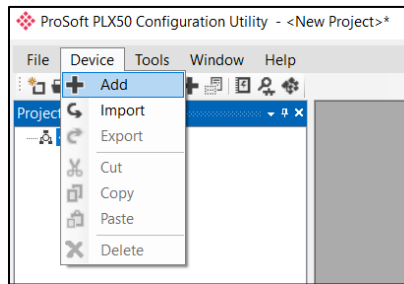 ProSoft PLX50 Configuration Utility - <New Project>*
File Device Tools Window Help
Add
Project
Import
Export
Cut
Copy
Paste
Delete